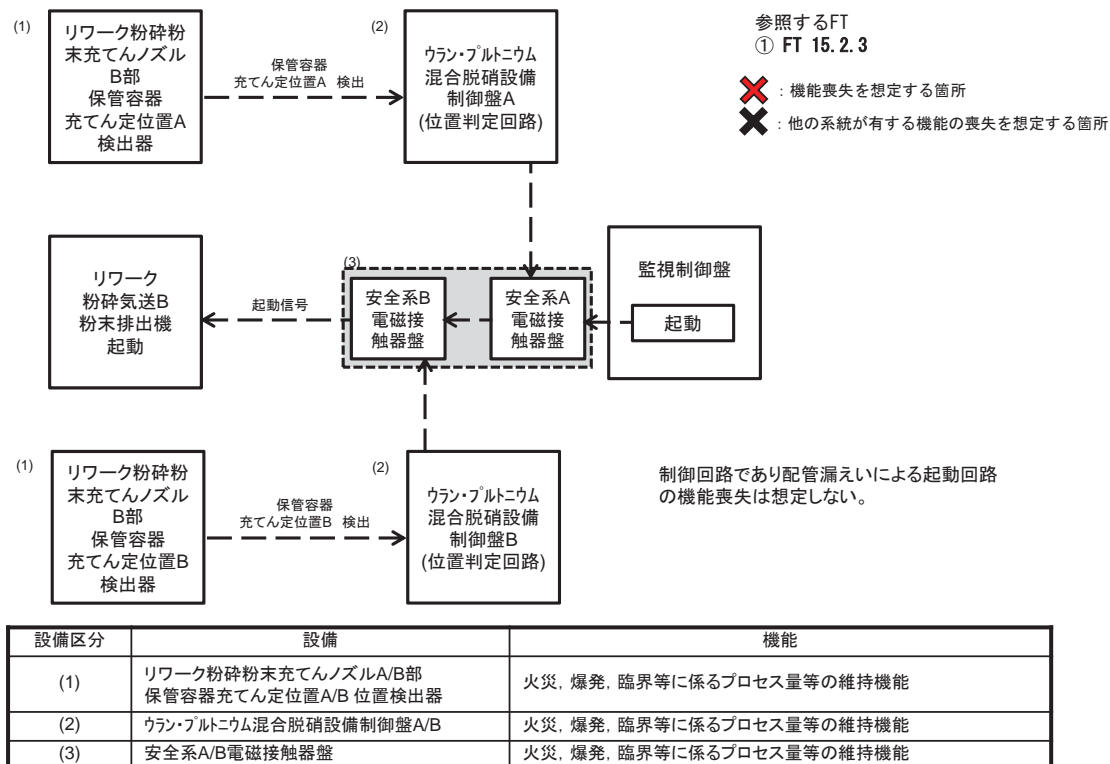 (1)
リワーク粉砕粉
末充てんノズル
B部
保管容器
充てん定位置A
検出器
保管容器
充てん定位置A 検出
(2)
ウラン・プルトニウム
混合脱硝設備
制御盤A
(位置判定回路)
参照するFT
① FT 15.2.3
：機能喪失を想定する箇所
：他の系統が有する機能の喪失を想定する箇所
リワーク
粉砕気送B
粉末排出機
起動
起動信号
(3)
安全系B
電磁接
触器盤
安全系A
電磁接
触器盤
監視制御盤
起動
(1)
リワーク粉砕粉
末充てんノズル
B部
保管容器
充てん定位置B
検出器
保管容器
充てん定位置B 検出
(2)
ウラン・プルトニウム
混合脱硝設備
制御盤B
(位置判定回路)
制御回路であり配管漏えいによる起動回路
の機能喪失は想定しない。
設備区分 設備 機能
(1) リワーク粉砕粉末充てんノズルA/B部
保管容器充てん定位置A/B 位置検出器 火災，爆発，臨界等に係るプロセス量等の維持機能
(2) ウラン・プルトニウム混合脱硝設備制御盤A/B 火災，爆発，臨界等に係るプロセス量等の維持機能
(3) 安全系A/B電磁接触器盤 火災，爆発，臨界等に係るプロセス量等の維持機能